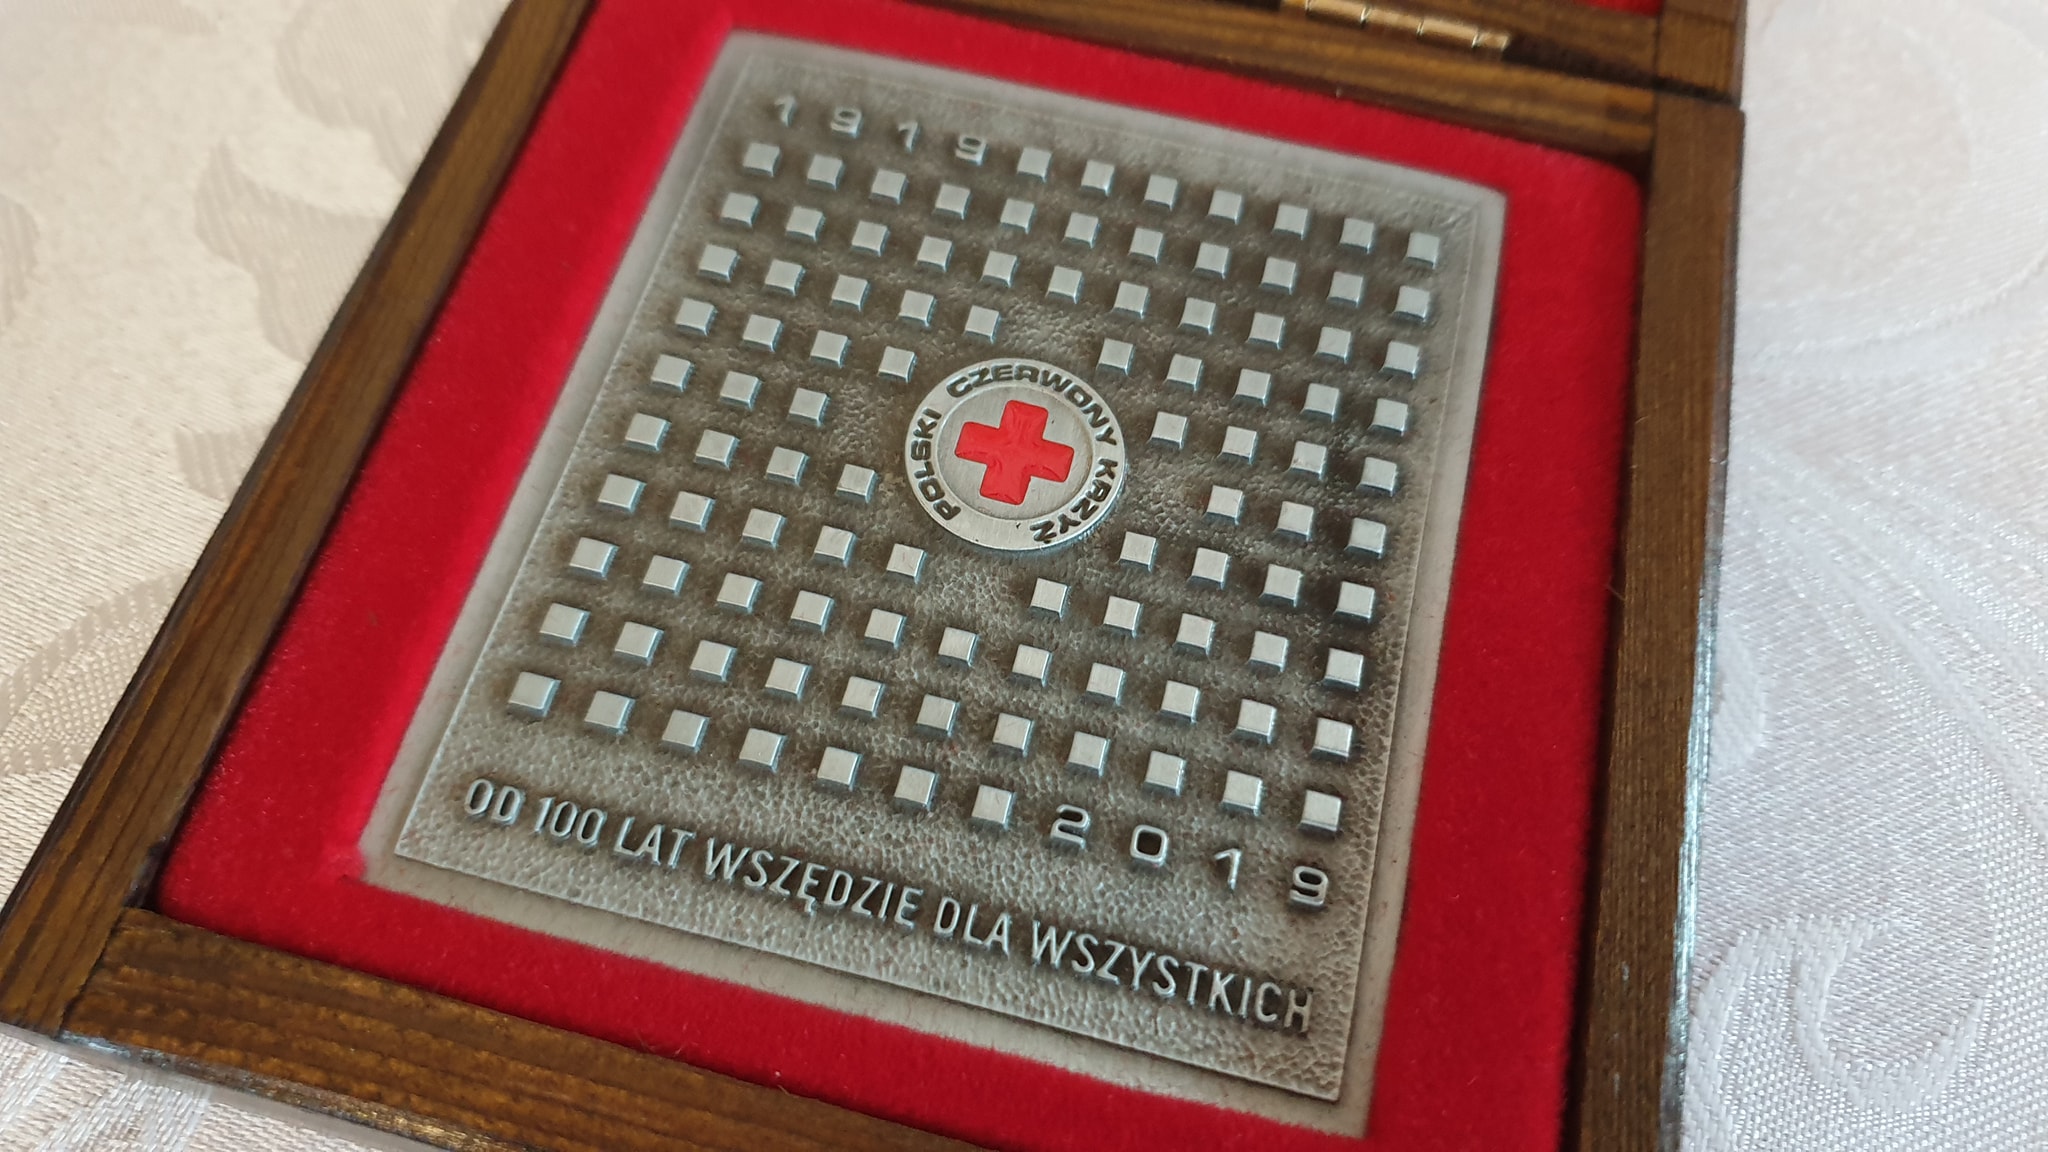 1919
POLSKI CZERWONY KRZYŻ
2019
OD 100 LAT WSZĘDZIE DLA WSZYSTKICH